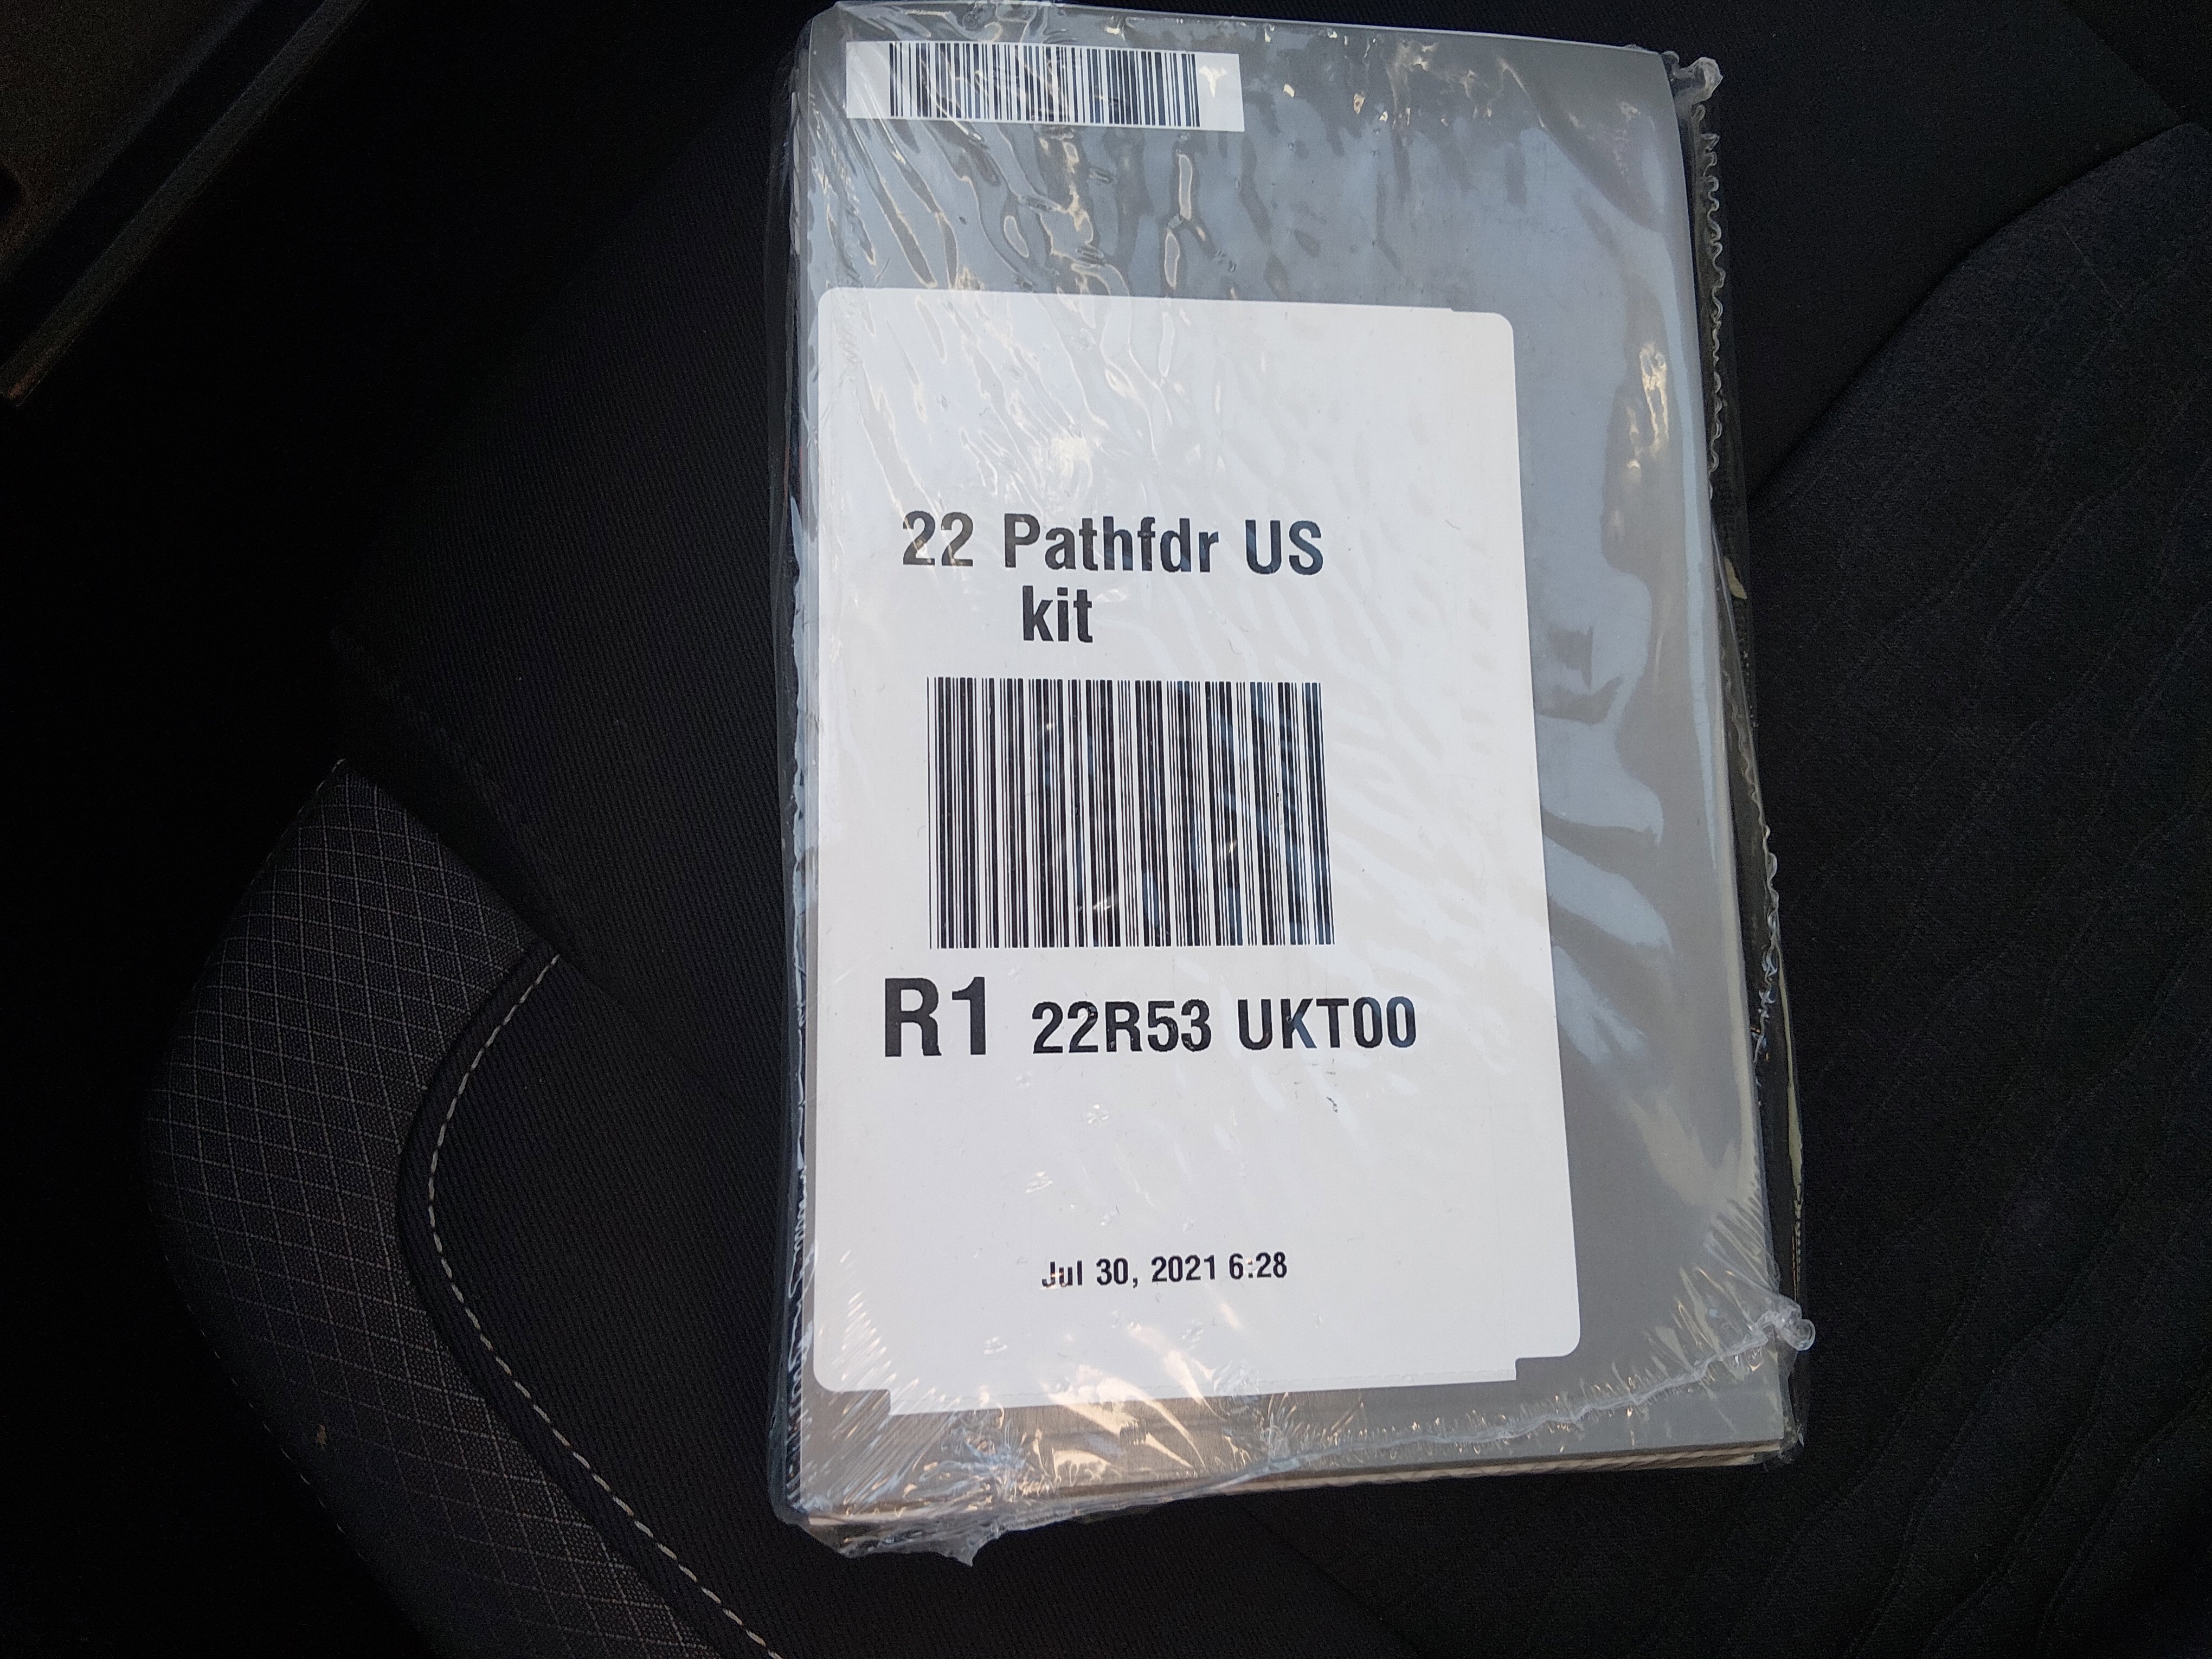 22 Pathfdr US
kit
R1 22R53 UKT00
Jul 30, 2021 6:28